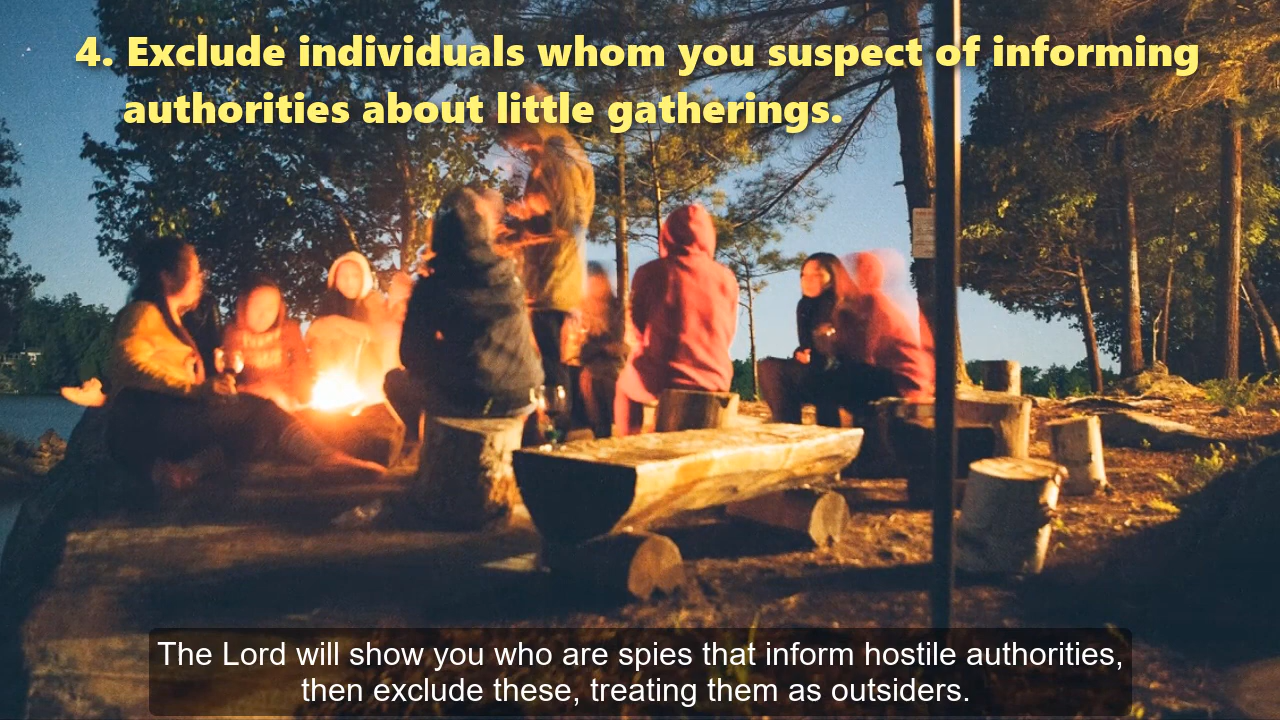 4. Exclude individuals whom you suspect of informing
authorities about little gatherings.
The Lord will show you who are spies that inform hostile authorities,
then exclude these, treating them as outsiders.